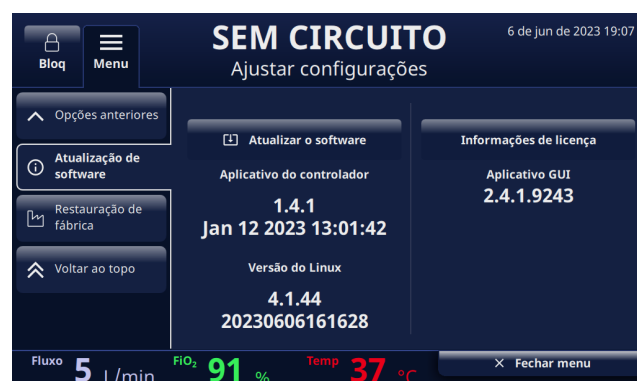 SEM CIRCUITO
Ajustar configurações
6 de jun de 2023 19:07
Bloq
Menu
Opções anteriores
Atualização de
software
Restauração de
fábrica
Voltar ao topo
Atualizar o software
Aplicativo do controlador
1.4.1
Jan 12 2023 13:01:42
Versão do Linux
4.1.44
20230606161628
Informações de licença
Aplicativo GUI
2.4.1.9243
Fluxo 5 L/min
FiO₂ 91 %
Temp 37 °C
Fechar menu